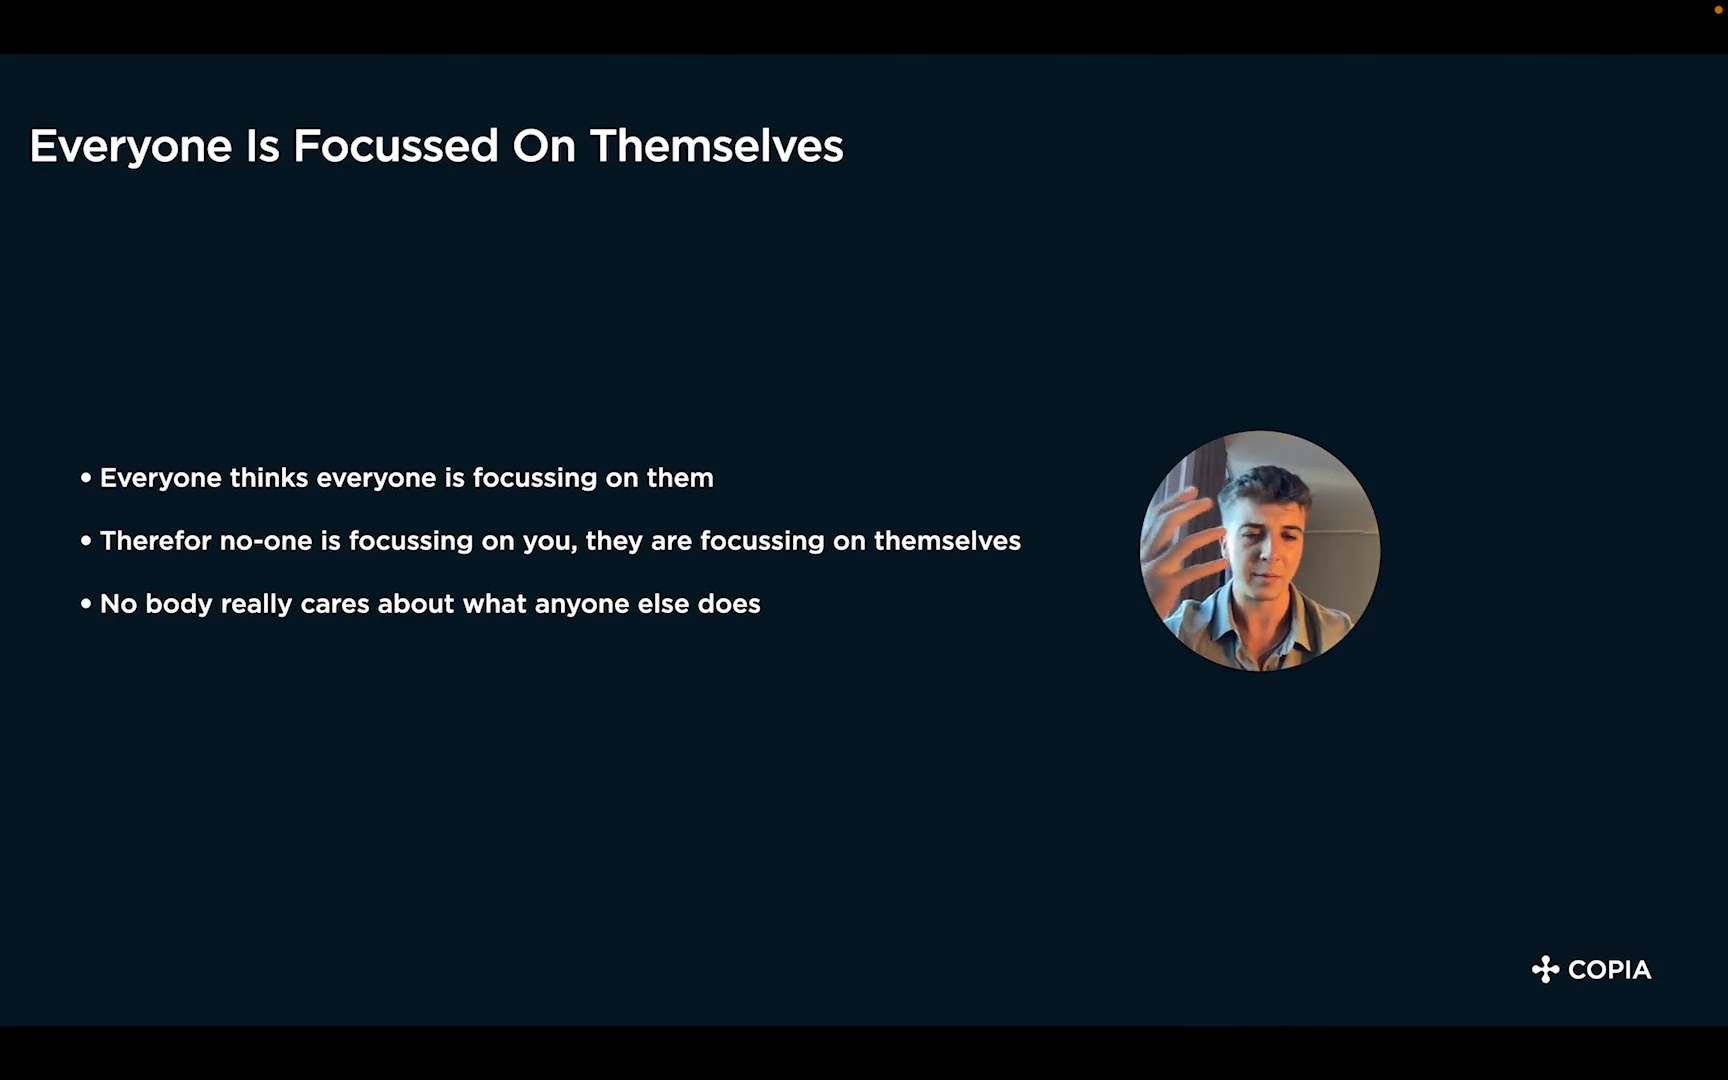 Everyone Is Focussed On Themselves
• Everyone thinks everyone is focussing on them
• Therefor no-one is focussing on you, they are focussing on themselves
• No body really cares about what anyone else does
COPIA